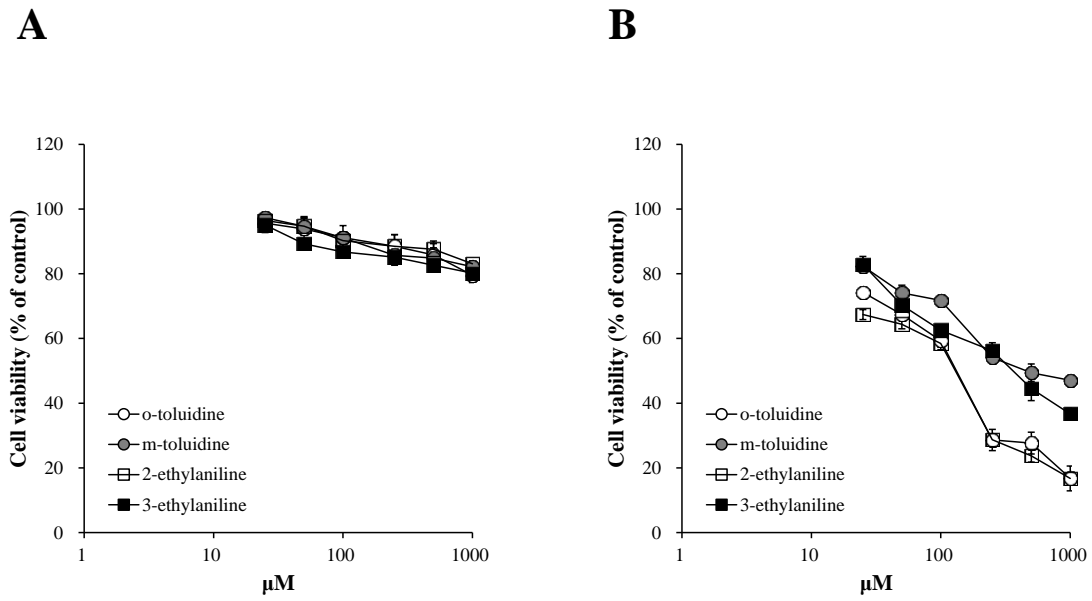 A
120
100
80
60
40
20
0
Cell viability (% of control)
o-toluidine
m-toluidine
2-ethylaniline
3-ethylaniline
1
10
100
1000
μM
B
120
100
80
60
40
20
0
Cell viability (% of control)
o-toluidine
m-toluidine
2-ethylaniline
3-ethylaniline
1
10
100
1000
μM